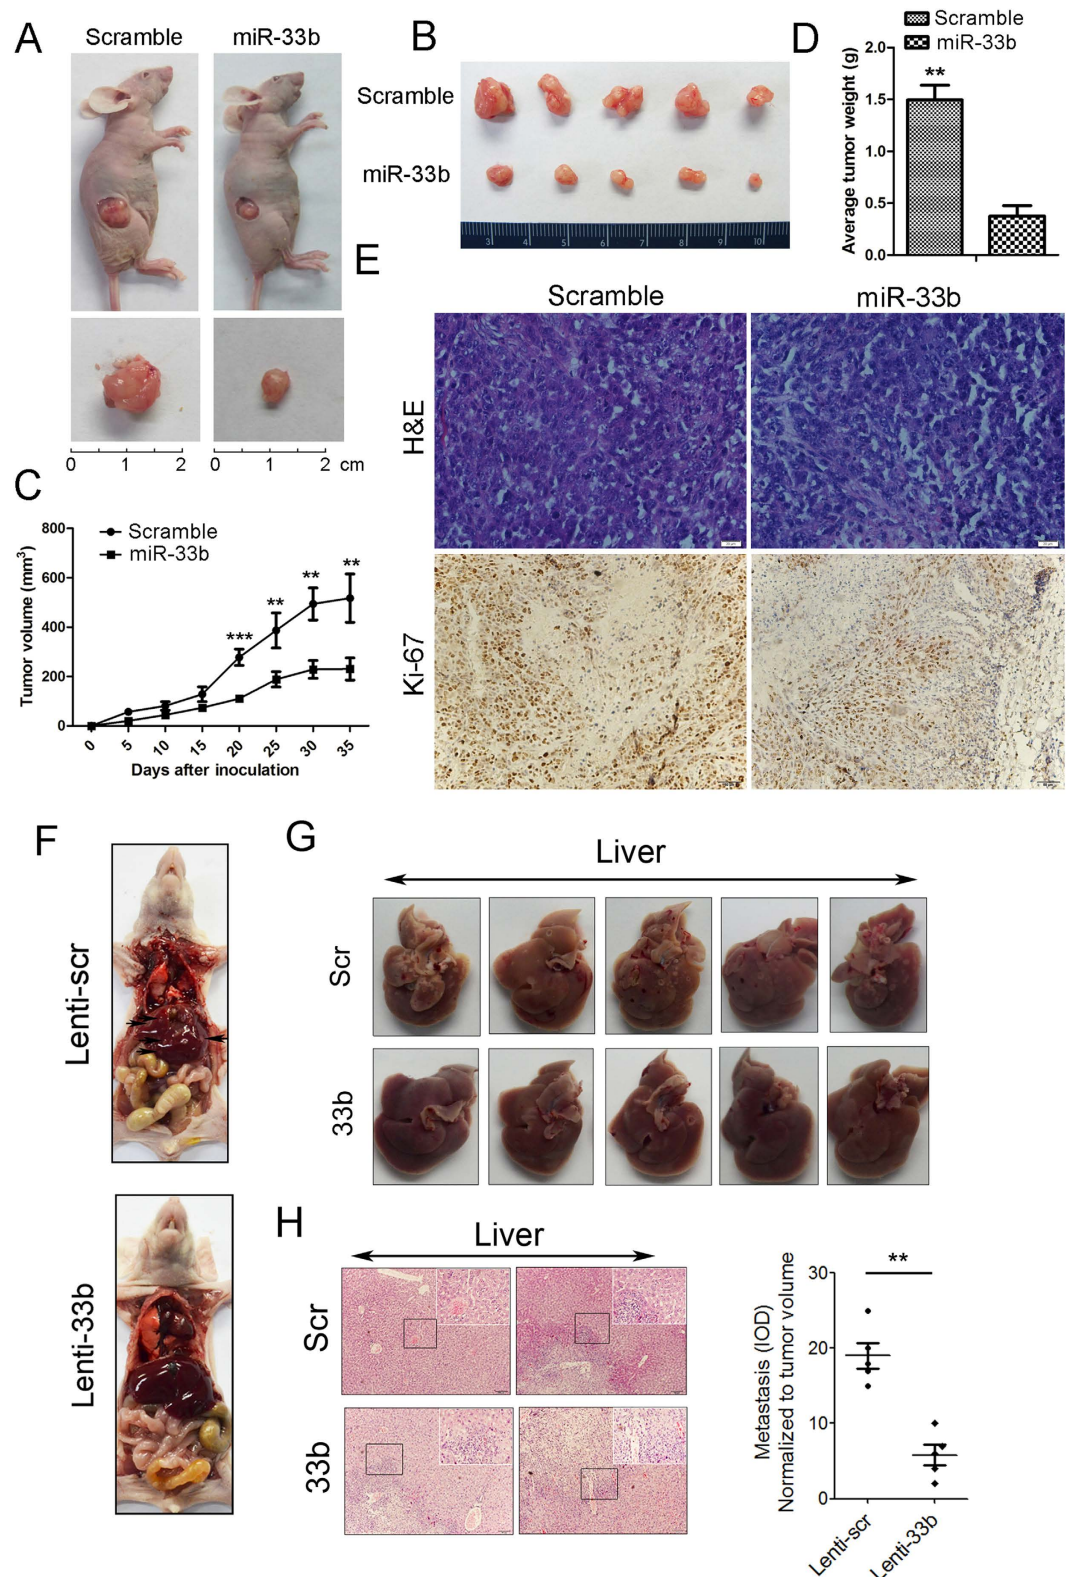 A
Scramble
miR-33b
0
1
2
0
1
2
cm
B
Scramble
miR-33b
3
4
5
6
7
8
9
10
C
Scramble
miR-33b
Tumor volume (mm³)
800
600
400
200
0
***
**
**
**
0
5
10
15
20
25
30
35
Days after inoculation
D
Scramble
miR-33b
Average tumor weight (g)
2.0
1.5
1.0
0.5
0.0
**
E
Scramble
miR-33b
H&E
Ki-67
F
Lenti-scr
Lenti-33b
G
Liver
Scr
33b
H
Liver
Scr
33b
Metastasis (IOD)
Normalized to tumor volume
30
20
10
0
**
Lenti-scr
Lenti-33b